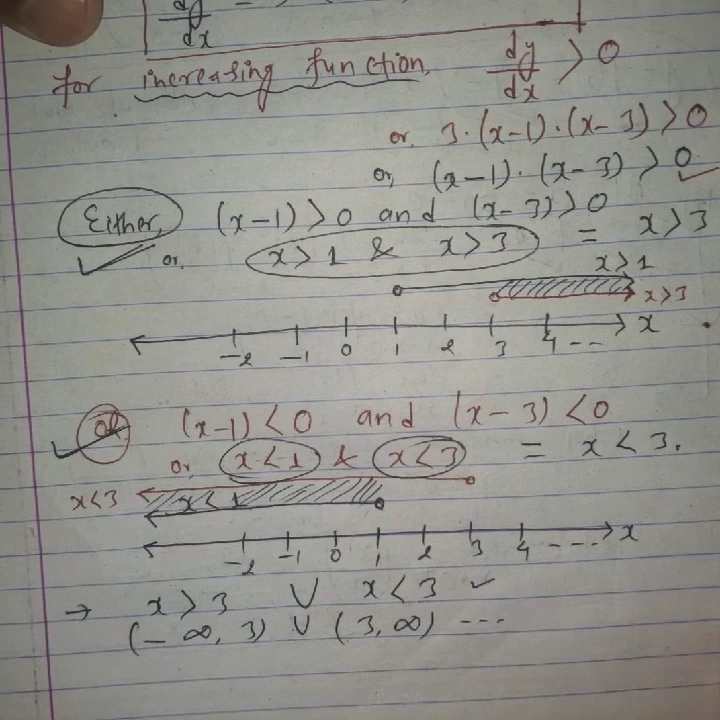 dy/dx
for increasing function, dy/dx > 0
or, 3·(x-1)·(x-3) > 0
or, (x-1)·(x-3) > 0
Either, (x-1) > 0 and (x-3) > 0
or, x > 1 & x > 3 = x > 3
x > 1
x > 3
-2 -1 0 1 2 3 4 ... x
OR (x-1) < 0 and (x-3) < 0
or, x < 1 & x < 3 = x < 3.
x < 3 x < 1
-2 -1 0 1 2 3 4 .... x
→ x > 3 ∪ x < 3 ✓
(-∞, 3) ∪ (3, ∞) ...